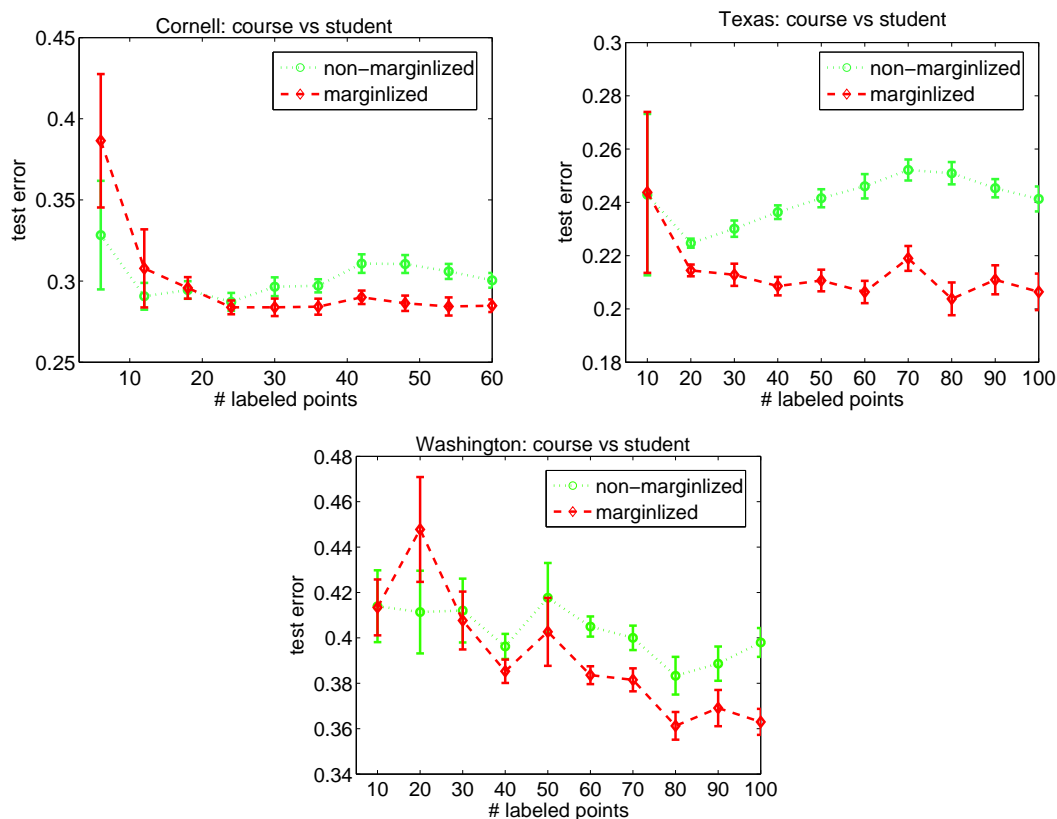 Cornell: course vs student
0.45
0.4
0.35
0.3
0.25
test error
non−marginlized
marginlized
10 20 30 40 50 60
# labeled points
Texas: course vs student
0.3
0.28
0.26
0.24
0.22
0.2
0.18
test error
non−marginlized
marginlized
10 20 30 40 50 60 70 80 90 100
# labeled points
Washington: course vs student
0.48
0.46
0.44
0.42
0.4
0.38
0.36
0.34
test error
non−marginlized
marginlized
10 20 30 40 50 60 70 80 90 100
# labeled points